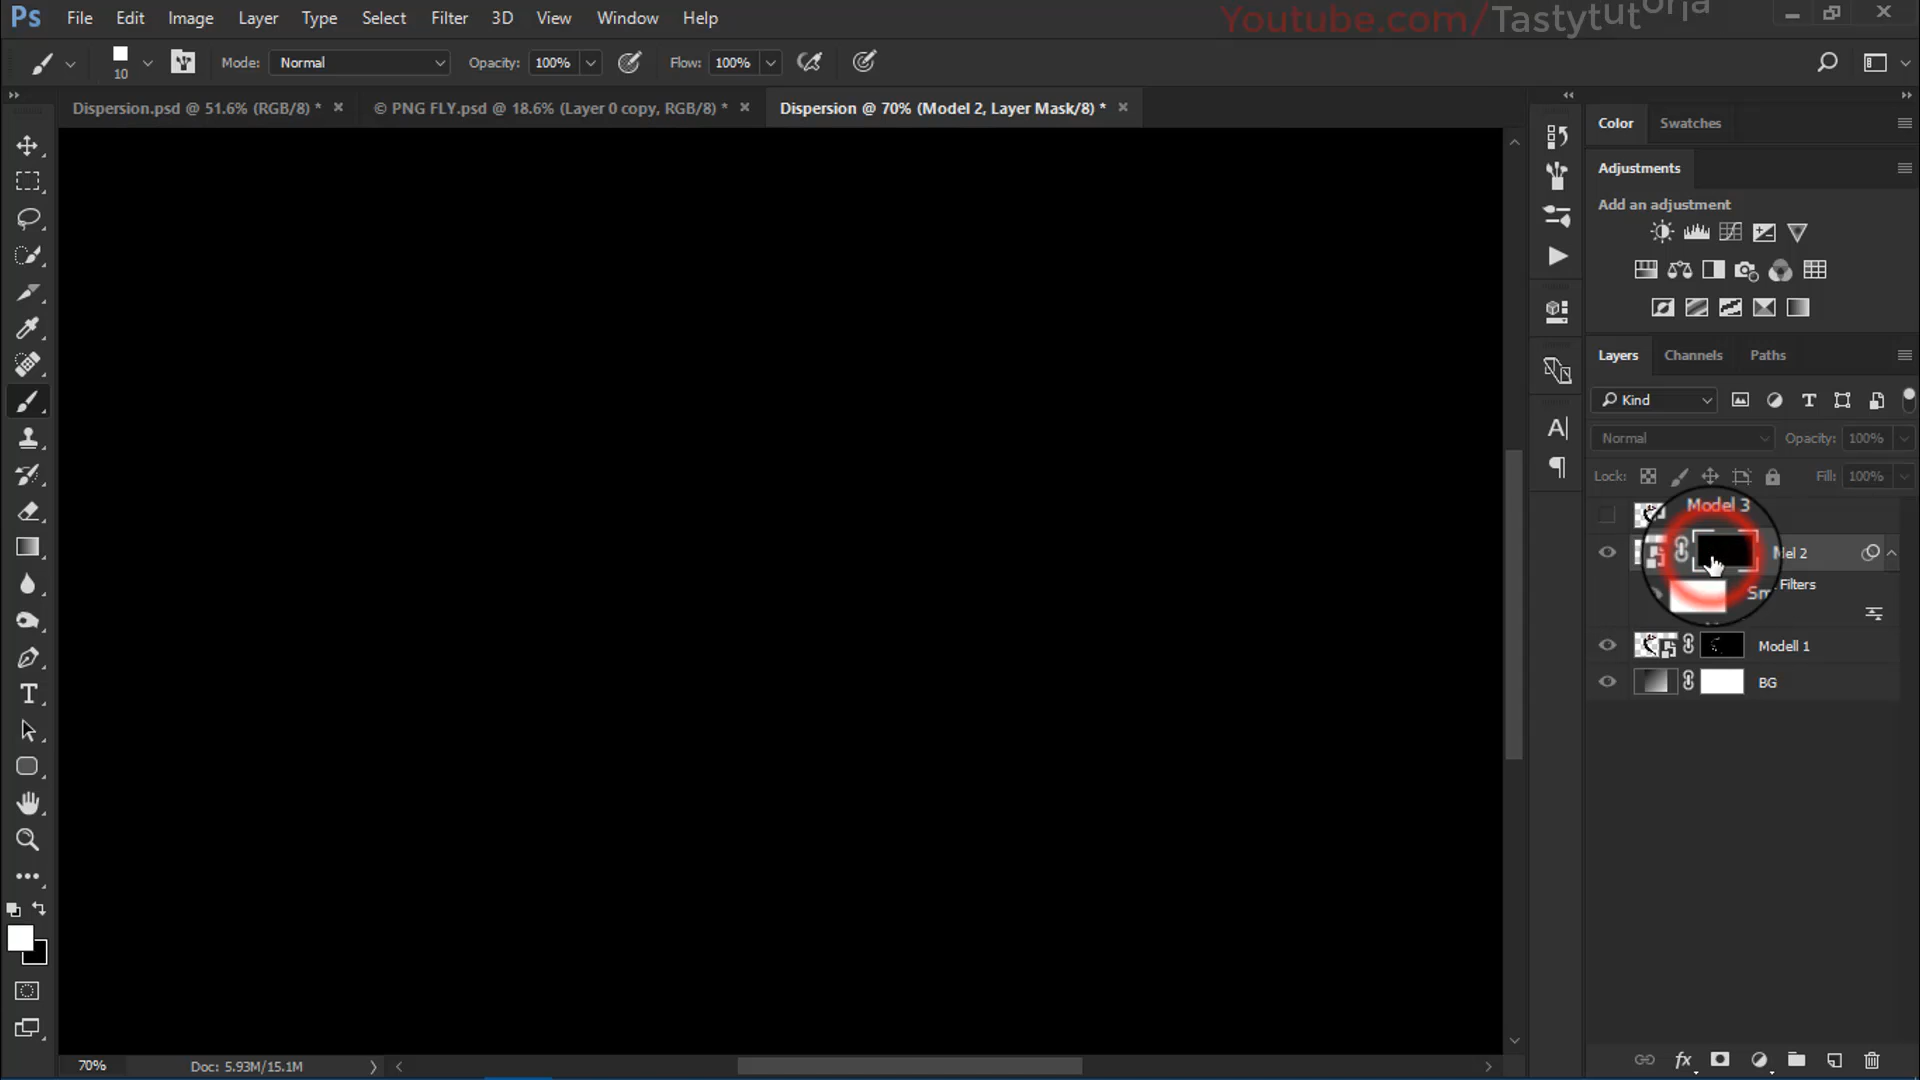 Ps File Edit Image Layer Type Select Filter 3D View Window Help
Youtube.com/Tastytutorja
10 Mode: Normal Opacity: 100% Flow: 100%
Dispersion.psd @ 51.6% (RGB/8) * © PNG FLY.psd @ 18.6% (Layer 0 copy, RGB/8) * Dispersion @ 70% (Model 2, Layer Mask/8) *
Color Swatches
Adjustments
Add an adjustment
Layers Channels Paths
Kind
Normal Opacity: 100%
Lock: Fill: 100%
Model 3
el 2
Filters
Modell 1
BG
70% Doc: 5.93M/15.1M